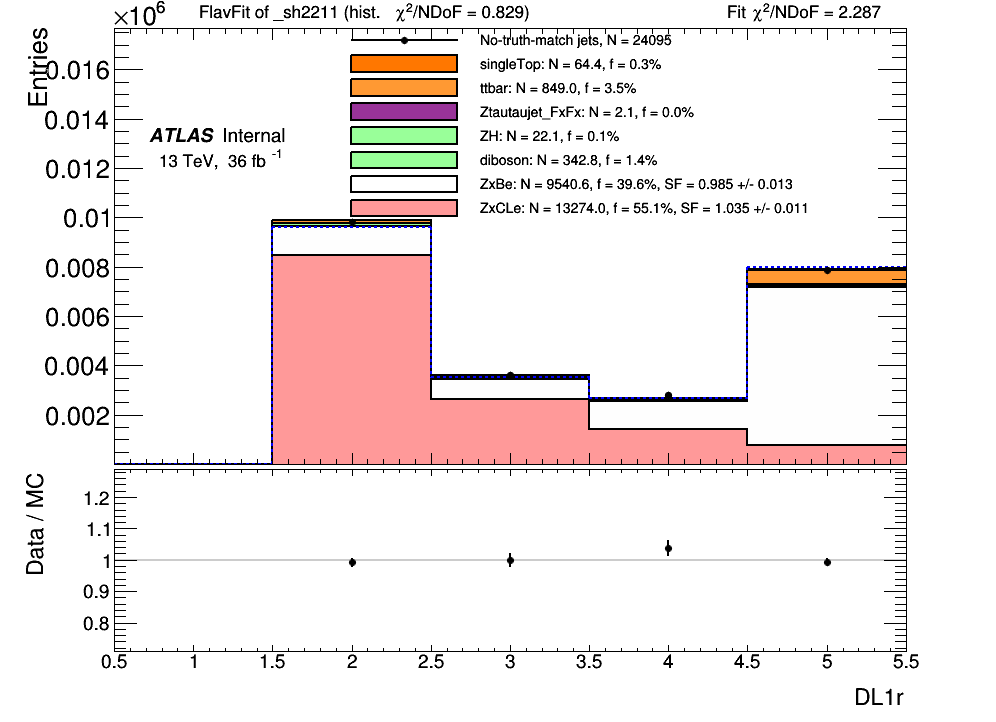 ×10⁶ FlavFit of _sh2211 (hist. χ²/NDoF = 0.829) Fit χ²/NDoF = 2.287
Entries
0.016
0.014
0.012
0.01
0.008
0.006
0.004
0.002
ATLAS Internal
13 TeV, 36 fb⁻¹
No-truth-match jets, N = 24095
singleTop: N = 64.4, f = 0.3%
ttbar: N = 849.0, f = 3.5%
Ztautaujet_FxFx: N = 2.1, f = 0.0%
ZH: N = 22.1, f = 0.1%
diboson: N = 342.8, f = 1.4%
ZxBe: N = 9540.6, f = 39.6%, SF = 0.985 +/- 0.013
ZxCLe: N = 13274.0, f = 55.1%, SF = 1.035 +/- 0.011
Data / MC
1.2
1.1
1
0.9
0.8
0.5 1 1.5 2 2.5 3 3.5 4 4.5 5 5.5
DL1r